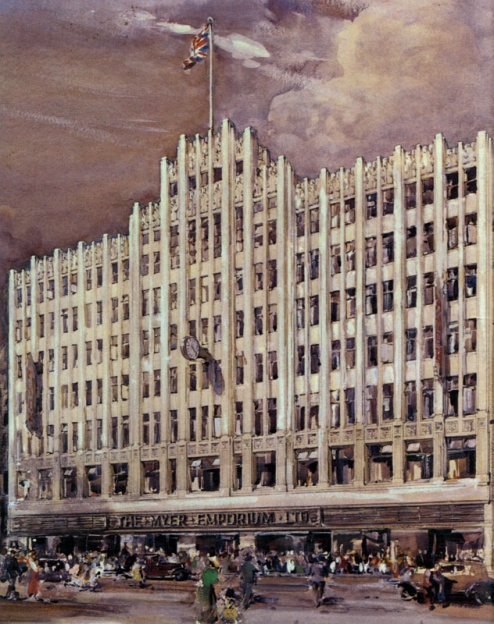 THE · MYER · EMPORIUM · LTD